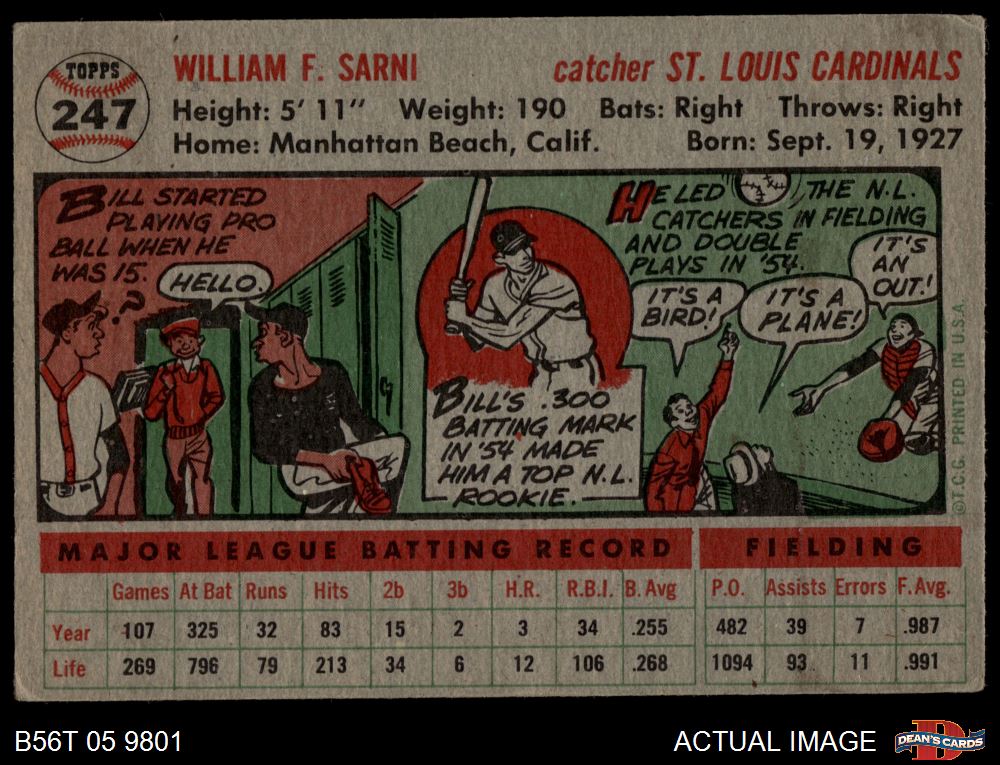 TOPPS
247
WILLIAM F. SARNI
catcher ST. LOUIS CARDINALS
Height: 5' 11" Weight: 190 Bats: Right Throws: Right
Home: Manhattan Beach, Calif. Born: Sept. 19, 1927
BILL STARTED
PLAYING PRO
BALL WHEN HE
WAS 15.
HELLO.
?
BILL'S .300
BATTING MARK
IN '54 MADE
HIM A TOP N.L.
ROOKIE.
HE LED THE N.L.
CATCHERS IN FIELDING
AND DOUBLE
PLAYS IN '54.
IT'S A
BIRD!
IT'S A
PLANE!
IT'S
AN
OUT!
©T.C.G. PRINTED IN U.S.A.
MAJOR LEAGUE BATTING RECORD FIELDING
Games At Bat Runs Hits 2b 3b H.R. R.B.I. B. Avg P.O. Assists Errors F. Avg.
Year 107 325 32 83 15 2 3 34 .255 482 39 7 .987
Life 269 796 79 213 34 6 12 106 .268 1094 93 11 .991
B56T 05 9801
ACTUAL IMAGE
DEAN'S CARDS